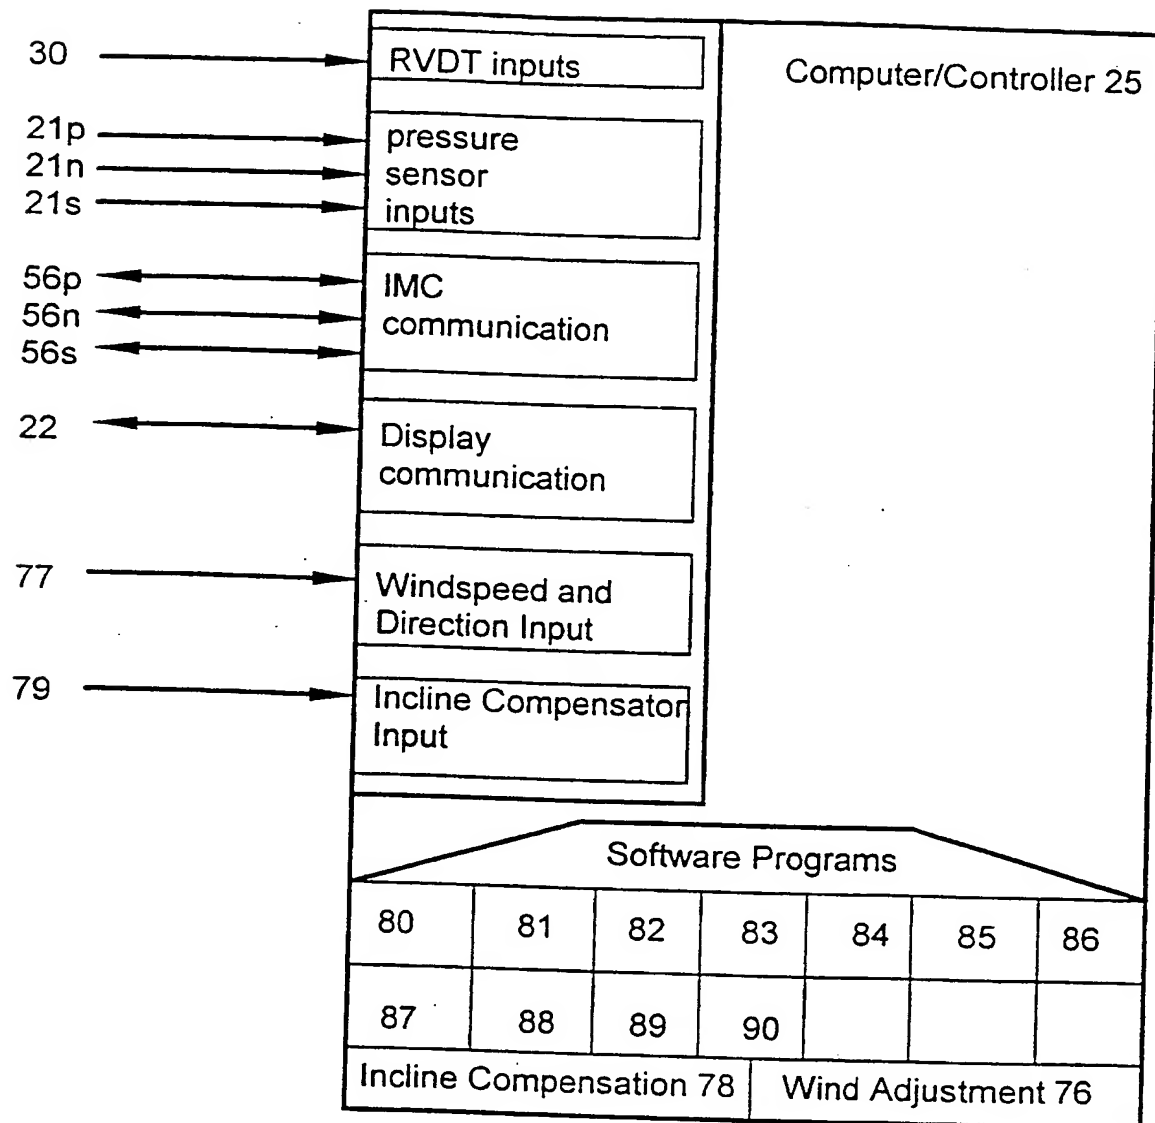 30
RVDT inputs
Computer/Controller 25
21p
21n
21s
pressure
sensor
inputs
56p
56n
56s
IMC
communication
22
Display
communication
77
Windspeed and
Direction Input
79
Incline Compensator
Input
Software Programs
80 81 82 83 84 85 86
87 88 89 90
Incline Compensation 78
Wind Adjustment 76